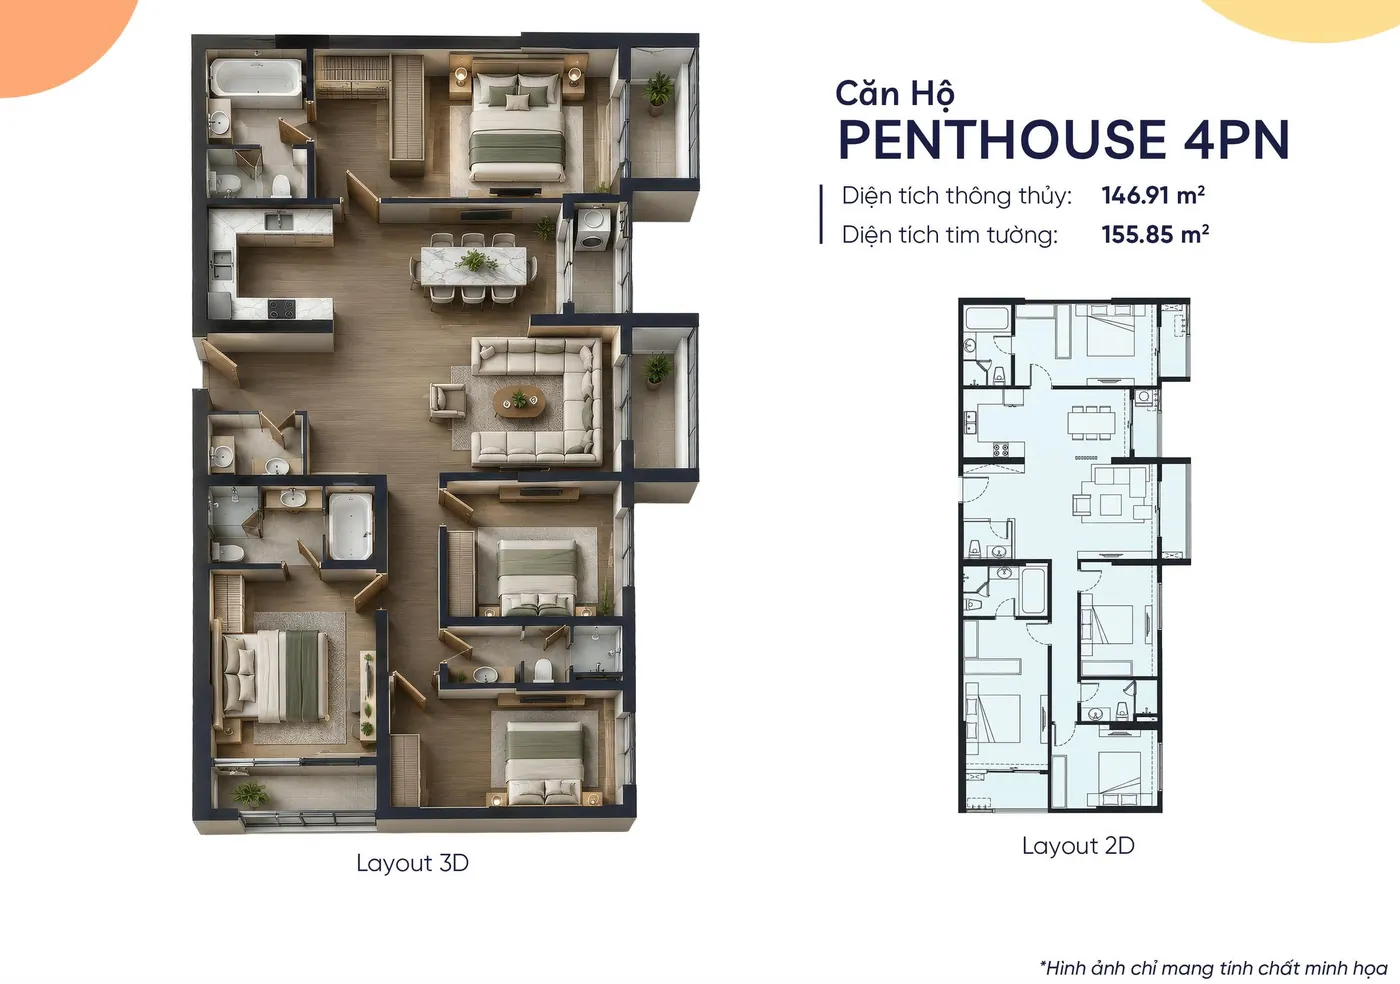 Căn Hộ
PENTHOUSE 4PN
Diện tích thông thủy: 146.91 m²
Diện tích tim tường: 155.85 m²
Layout 3D
Layout 2D
*Hình ảnh chỉ mang tính chất minh họa